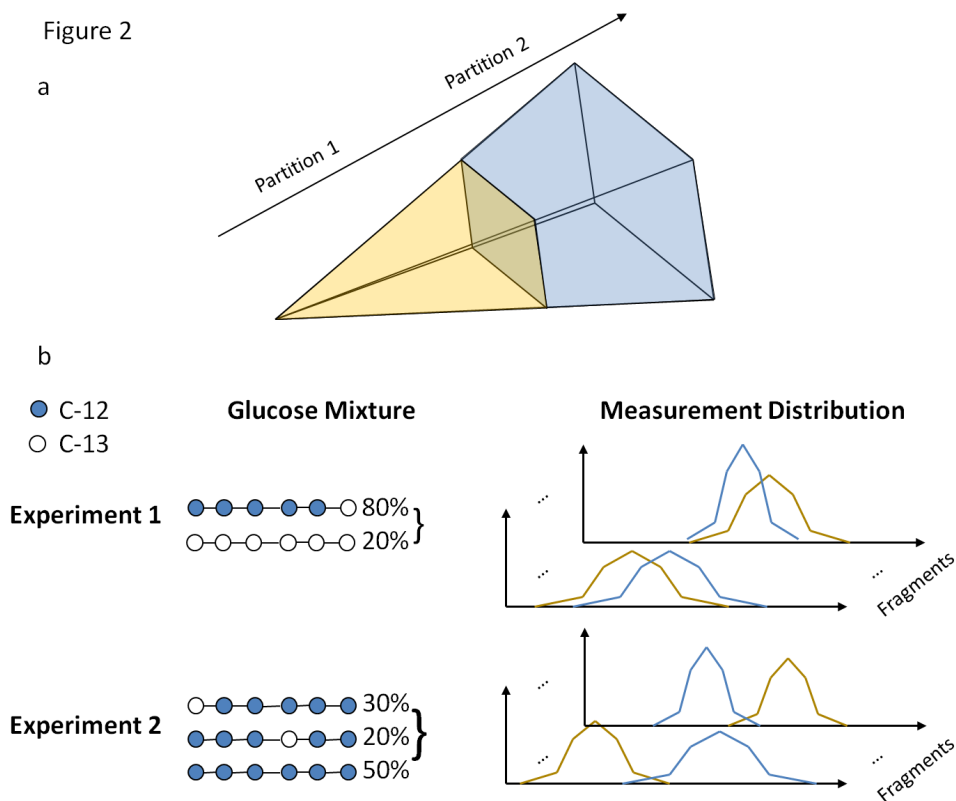 Figure 2
a
Partition 1
Partition 2
b
C-12
C-13
Glucose Mixture
Measurement Distribution
Experiment 1
80%
20%
}
...
...
...
Fragments
Experiment 2
30%
20%
50%
}
...
...
...
Fragments